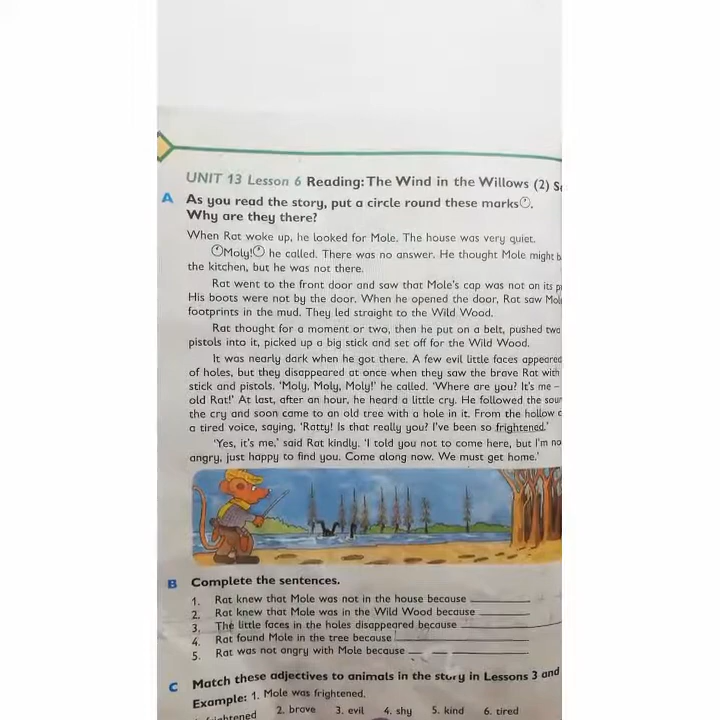 UNIT 13 Lesson 6 Reading: The Wind in the Willows (2)
A As you read the story, put a circle round these marks
Why are they there?
When Rat woke up, he looked for Mole. The house was very quiet.
'Moly!' he called. There was no answer. He thought Mole might
the kitchen, but he was not there.
Rat went to the front door and saw that Mole's cap was not on its
His boots were not by the door. When he opened the door, Rat saw
footprints in the mud. They led straight to the Wild Wood.
Rat thought for a moment or two, then he put on a belt, pushed two
pistols into it, picked up a big stick and set off for the Wild Wood.
It was nearly dark when he got there. A few evil little faces appeared
of holes, but they disappeared at once when they saw the brave Rat with
stick and pistols. 'Moly, Moly, Moly!' he called. 'Where are you? It's me –
old Rat!' At last, after an hour, he heard a little cry. He followed the
the cry and soon came to an old tree with a hole in it. From the hollow
a tired voice, saying, 'Ratty! Is that really you? I've been so frightened.'
'Yes, it's me,' said Rat kindly. 'I told you not to come here, but I'm
angry, just happy to find you. Come along now. We must get home.'
B Complete the sentences.
1. Rat knew that Mole was not in the house because
2. Rat knew that Mole was in the Wild Wood because
3. The little faces in the holes disappeared because
4. Rat found Mole in the tree because
5. Rat was not angry with Mole because
C Match these adjectives to animals in the story in Lessons 3 and
Example: 1. Mole was frightened.
frightened 2. brave 3. evil 4. shy 5. kind 6. tired